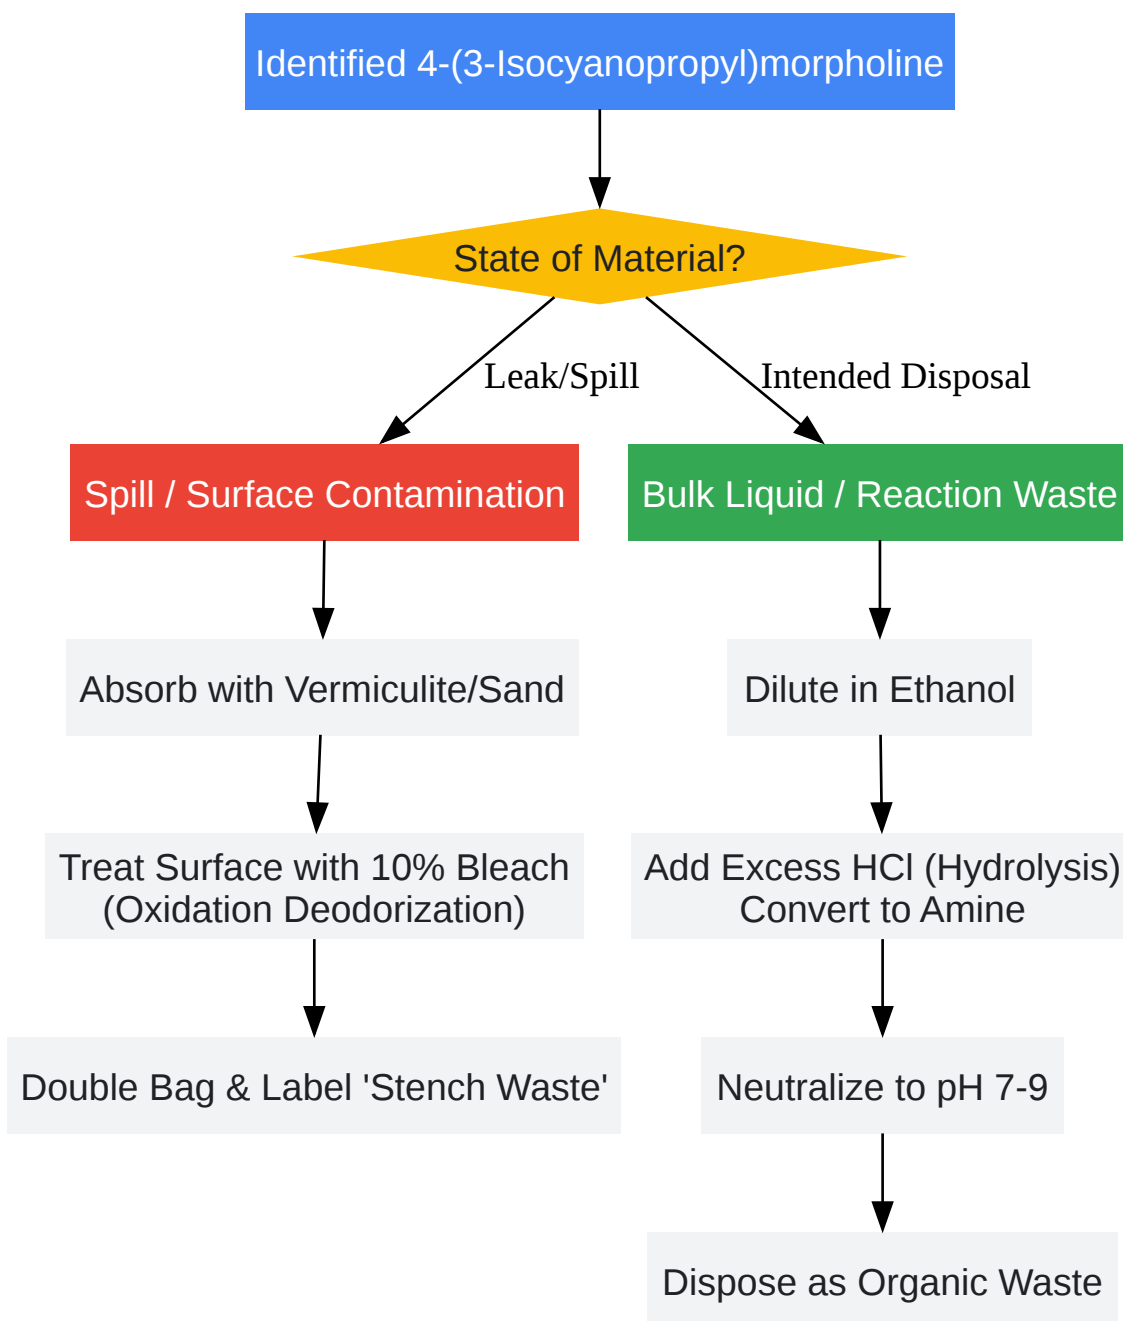 Identified 4-(3-Isocyanopropyl)morpholine
State of Material?
Leak/Spill
Intended Disposal
Spill / Surface Contamination
Bulk Liquid / Reaction Waste
Absorb with Vermiculite/Sand
Dilute in Ethanol
Treat Surface with 10% Bleach
(Oxidation Deodorization)
Add Excess HCl (Hydrolysis)
Convert to Amine
Double Bag & Label 'Stench Waste'
Neutralize to pH 7-9
Dispose as Organic Waste